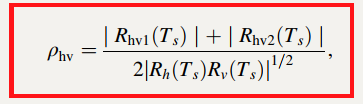 ρhv = | Rhv1(Ts) | + | Rhv2(Ts) | / 2|Rh(Ts)Rv(Ts)|^1/2,